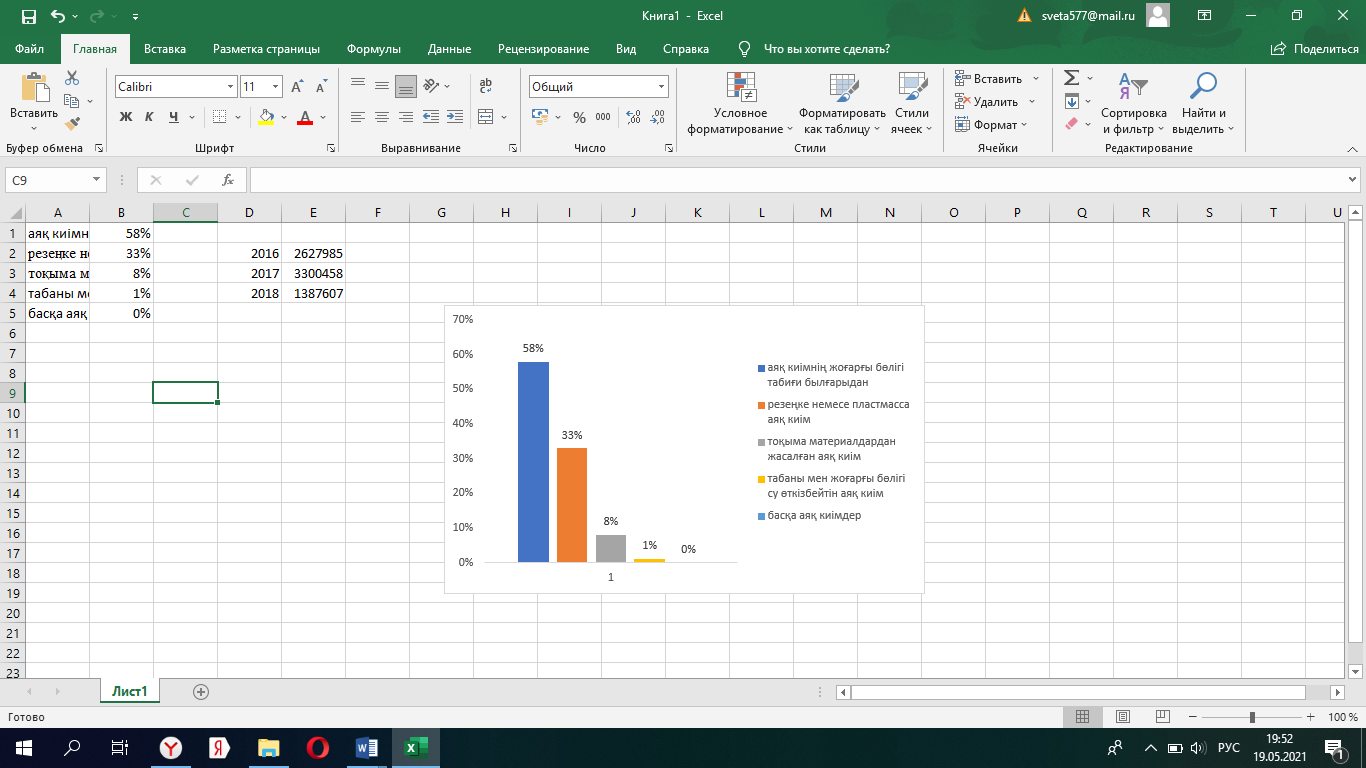 Книга1 - Excel
sveta577@mail.ru
Файл Главная Вставка Разметка страницы Формулы Данные Рецензирование Вид Справка Что вы хотите сделать? Поделиться
Вставить
Буфер обмена
Calibri 11
Ж К Ч
Шрифт
Выравнивание
Общий
% 000
Число
Условное форматирование
Форматировать как таблицу
Стили ячеек
Стили
Вставить
Удалить
Формат
Ячейки
Сортировка и фильтр
Найти и выделить
Редактирование
C9 fx
A B C D E F G H I J K L M N O P Q R S T U
1 аяқ киімн 58%
2 резеңке не 33% 2016 2627985
3 тоқыма м 8% 2017 3300458
4 табаны ме 1% 2018 1387607
5 басқа аяқ 0%
6
7
8
9
10
11
12
13
14
15
16
17
18
19
20
21
22
23
70%
60%
50%
40%
30%
20%
10%
0%
58%
33%
8%
1%
0%
1
аяқ киімнің жоғарғы бөлігі
табиғи былғарыдан
резеңке немесе пластмасса
аяқ киім
тоқыма материалдардан
жасалған аяқ киім
табаны мен жоғарғы бөлігі
су өткізбейтін аяқ киім
басқа аяқ киімдер
Лист1
Готово
100 %
РУС
19:52
19.05.2021
1